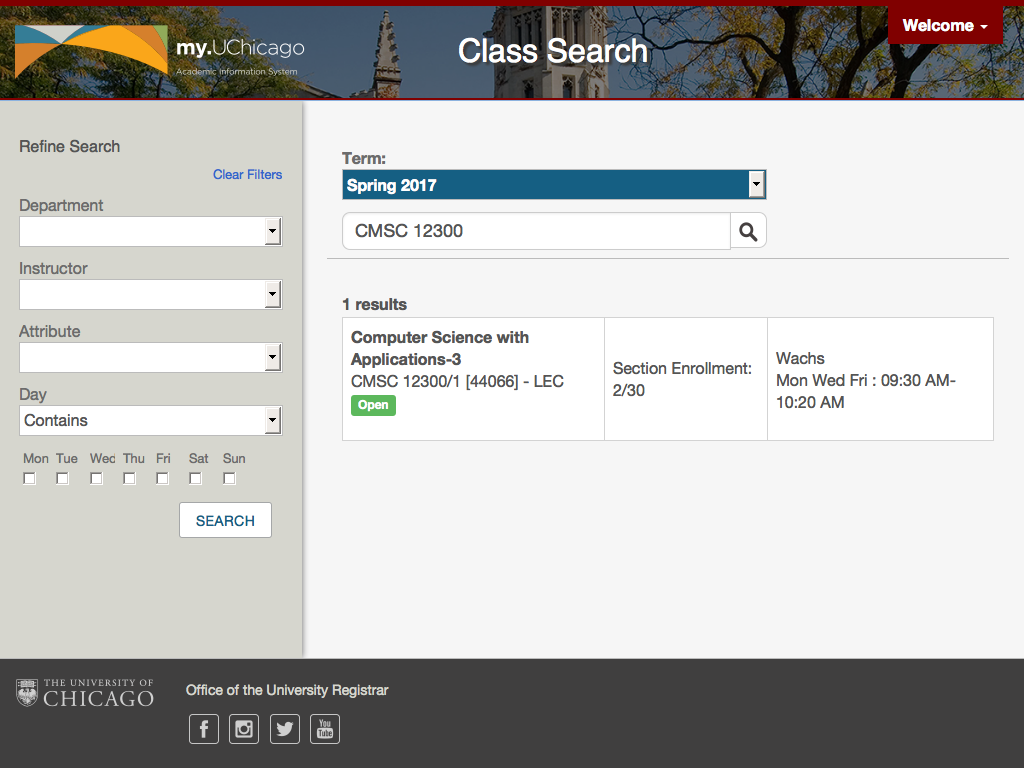 my.UChicago
Academic Information System
Class Search
Welcome
Refine Search
Clear Filters
Department
Instructor
Attribute
Day
Contains
Mon Tue Wed Thu Fri Sat Sun
SEARCH
Term:
Spring 2017
CMSC 12300
1 results
Computer Science with
Applications-3
CMSC 12300/1 [44066] - LEC
Open
Section Enrollment:
2/30
Wachs
Mon Wed Fri : 09:30 AM-
10:20 AM
THE UNIVERSITY OF
CHICAGO
Office of the University Registrar
f
You
Tube